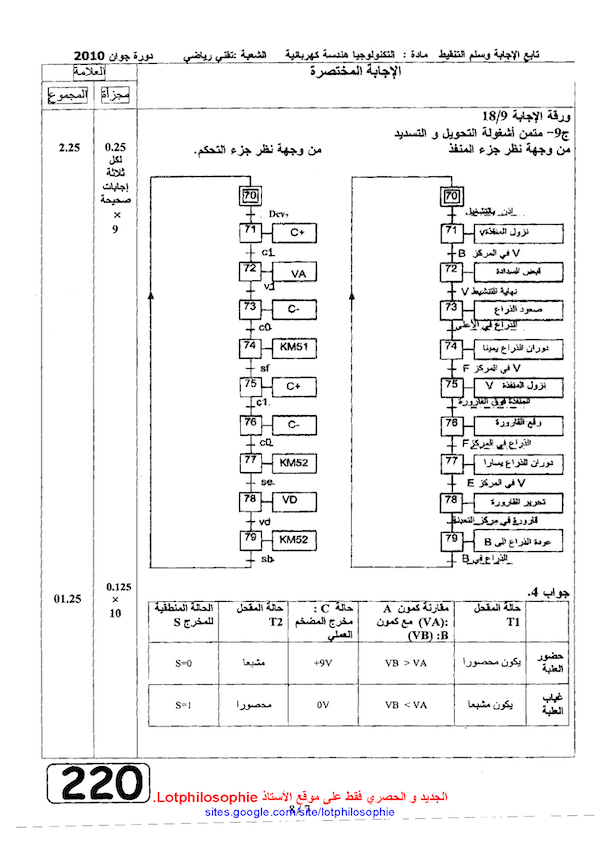 تابع الإجابة وسلم التنقيط مادة : التكنولوجيا هندسة كهربائية الشعبة :تقني رياضي دورة جوان 2010
الإجابة المختصرة
العلامة
مجزأة
المجموع
ورقة الإجابة 18/9
ج9- متمن أشغولة التحويل و التسديد
من وجهة نظر جزء المنفذ
من وجهة نظر جزء التحكم.
2.25
0.25
لكل
ثلاثة
إجابات
صحيحة
×
9
70
إذن بالتنشيط
71 نزول المنفذةv
V في المركز B
72 قبض السدادة
نهاية للتنشيط V
73 صعود الذراع
الذراع في الأعلى
74 دوران الذراع يمينا
V في المركز F
75 نزول المنفذة V
المنفذة فوق القارورة
76 رفع القارورة
الذراع في المركز F
77 دوران للذراع يسارا
V في المركز E
78 تحرير القارورة
قارورة في مركز التعبئة
79 عودة الذراع الى B
الذراع في B
70
71 C+
c1
72 VA
v1
73 C-
c0
74 KM51
sf
75 C+
c1
76 C-
c0
77 KM52
se
78 VD
vd
79 KM52
sb
01.25
0.125
×
10
جواب 4.
حالة المقحل T1
مقارنة كمون A (VA): مع كمون B: (VB)
حالة C : مخرج المضخم العملي
حالة المقحل T2
الحالة المنطقية للمخرج S
حضور العلبة يكون محصورا VB > VA +9V مشبعا S=0
غياب العلبة يكون مشبعا VB < VA 0V محصورا S=1
220
الجديد و الحصري فقط على موقع الأستاذ Lotphilosophie.
sites.google.com/site/lotphilosophie